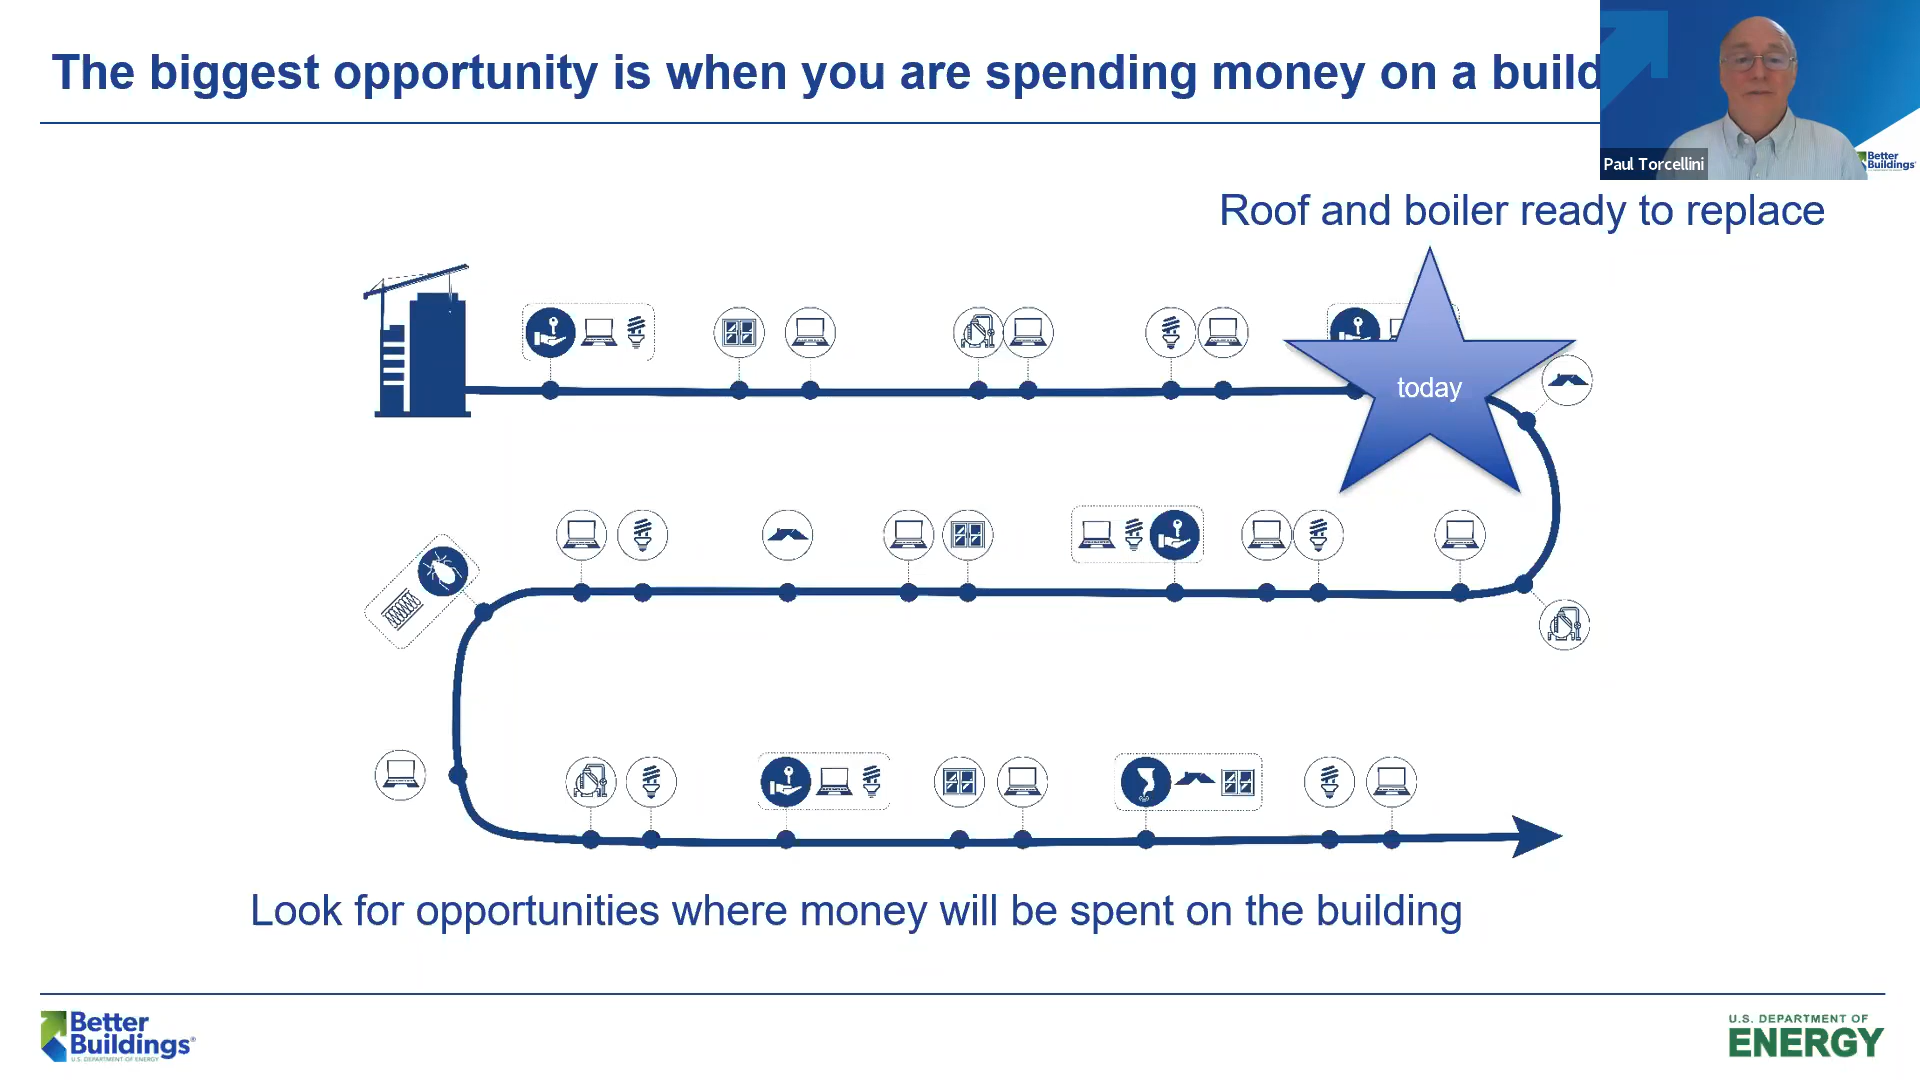 The biggest opportunity is when you are spending money on a build
Paul Torcellini
Better
Buildings
Roof and boiler ready to replace
today
Look for opportunities where money will be spent on the building
Better
Buildings®
U.S. DEPARTMENT OF ENERGY
U.S. DEPARTMENT OF
ENERGY